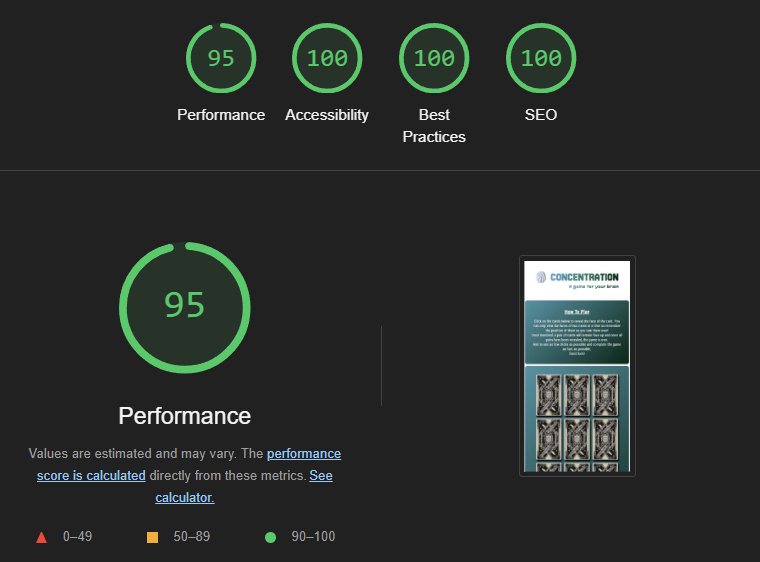 95
100
100
100
Performance
Accessibility
Best
Practices
SEO
95
Performance
Values are estimated and may vary. The performance
score is calculated directly from these metrics. See
calculator.
0–49
50–89
90–100
CONCENTRATION
A game for your brain
How To Play